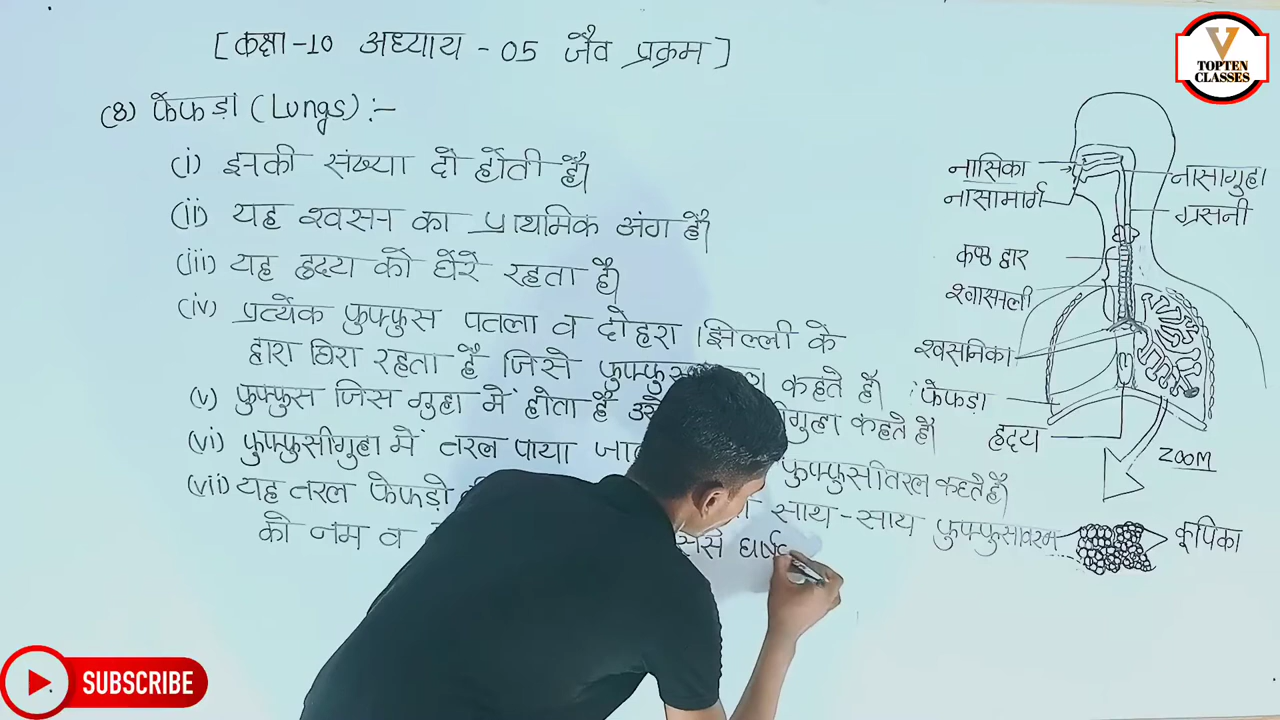 [कक्षा-10 अध्याय - 05 जैव प्रक्रम]
(8) फेफड़ा (Lungs) :-
(i) इनकी संख्या दो होती है।
(ii) यह श्वसन का प्राथमिक अंग है।
(iii) यह हृदय को घेरे रहता है।
(iv) प्रत्येक फुफ्फुस पतला व दोहरा झिल्ली के
द्वारा घिरा रहता है जिसे कहते है।
(v) फुफ्फुस जिस गुहा में होता है कहते है।
(vi) फुफ्फुसीगुहा में तरल पाया फुफ्फुसीतरल कहते है।
(vii) यह तरल फेफड़ो साथ-साथ फुफ्फुसावरण
को नम व
नासिका
नासामार्ग
कण्ठ द्वार
श्वासनली
श्वसनिका
फेफड़ा
हृदय
नासागुहा
ग्रसनी
ZOOM
कूपिका
V
TOPTEN
CLASSES
SUBSCRIBE